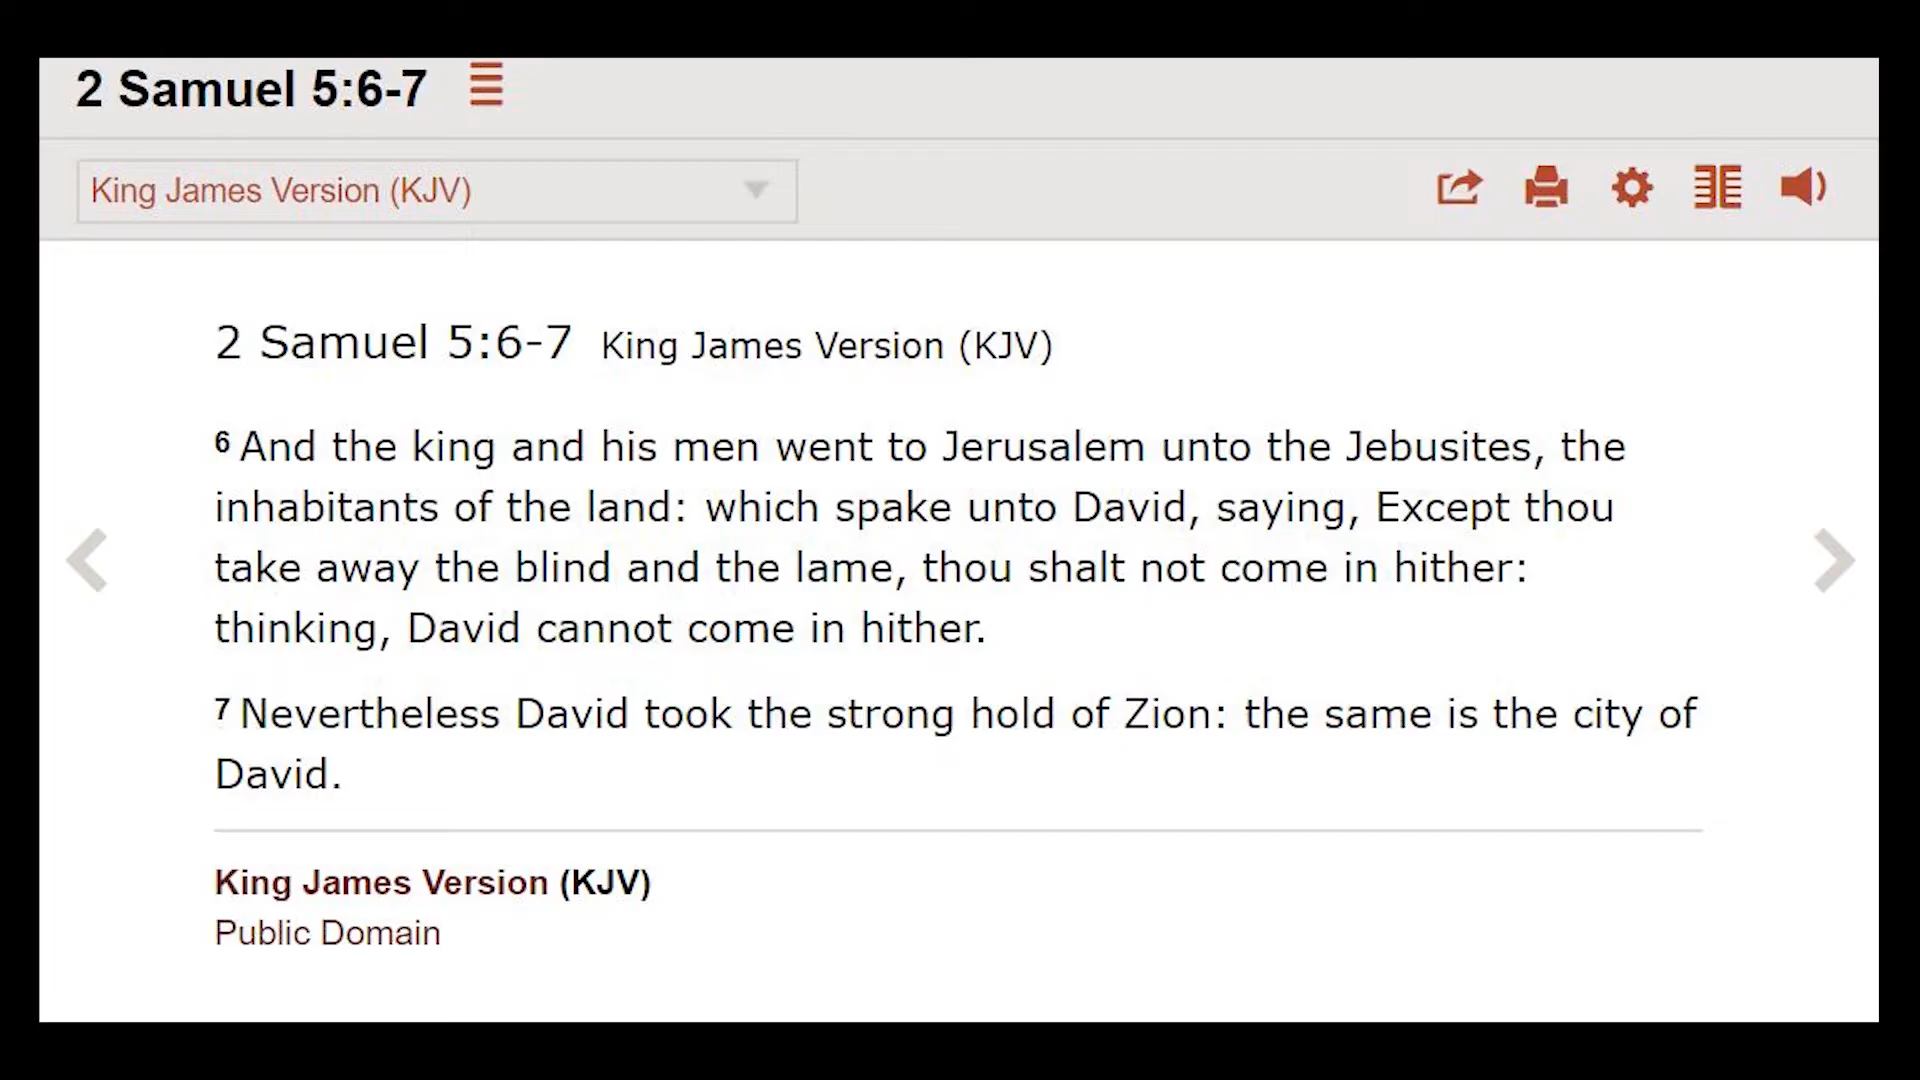 2 Samuel 5:6-7
King James Version (KJV)
2 Samuel 5:6-7 King James Version (KJV)
6 And the king and his men went to Jerusalem unto the Jebusites, the
inhabitants of the land: which spake unto David, saying, Except thou
take away the blind and the lame, thou shalt not come in hither:
thinking, David cannot come in hither.
7 Nevertheless David took the strong hold of Zion: the same is the city of
David.
King James Version (KJV)
Public Domain